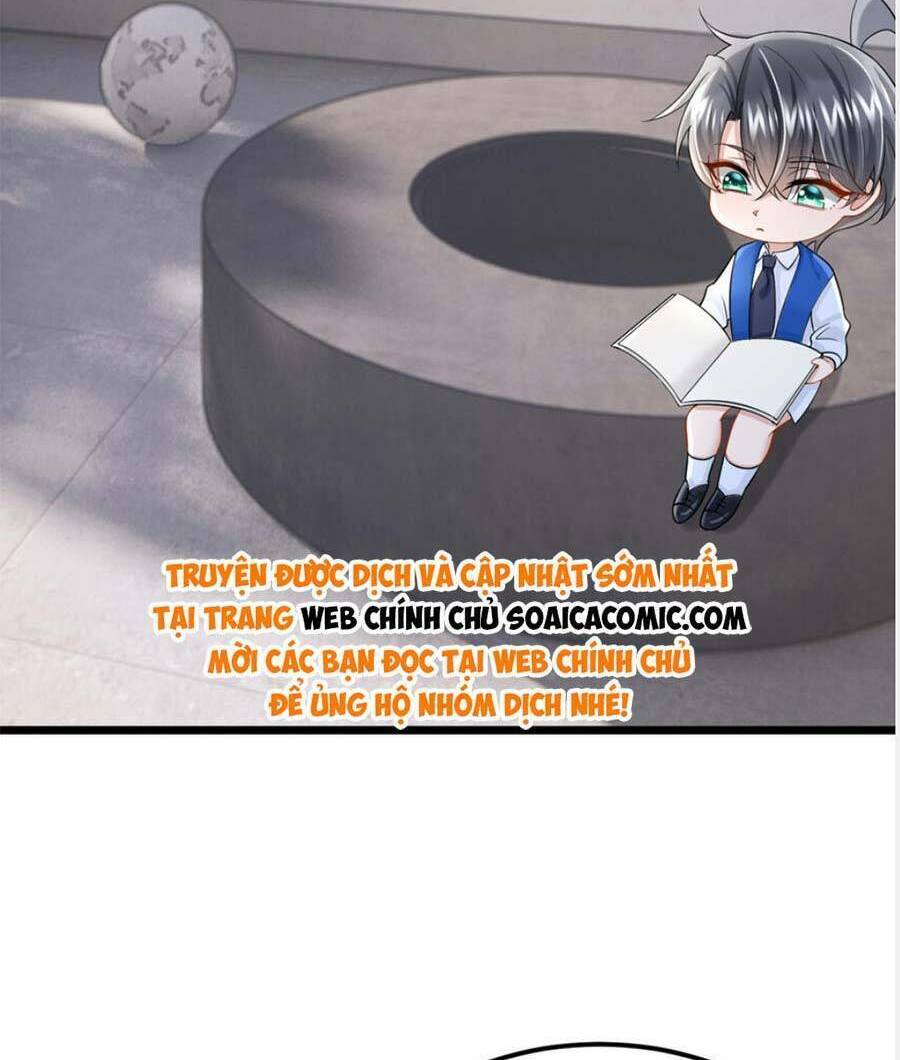 TRUYỆN ĐƯỢC DỊCH VÀ CẬP NHẬT SỚM NHẤT
TẠI TRANG WEB CHÍNH CHỦ SOAICACOMIC.COM
MỜI CÁC BẠN ĐỌC TẠI WEB CHÍNH CHỦ
ĐỂ ỦNG HỘ NHÓM DỊCH NHÉ!